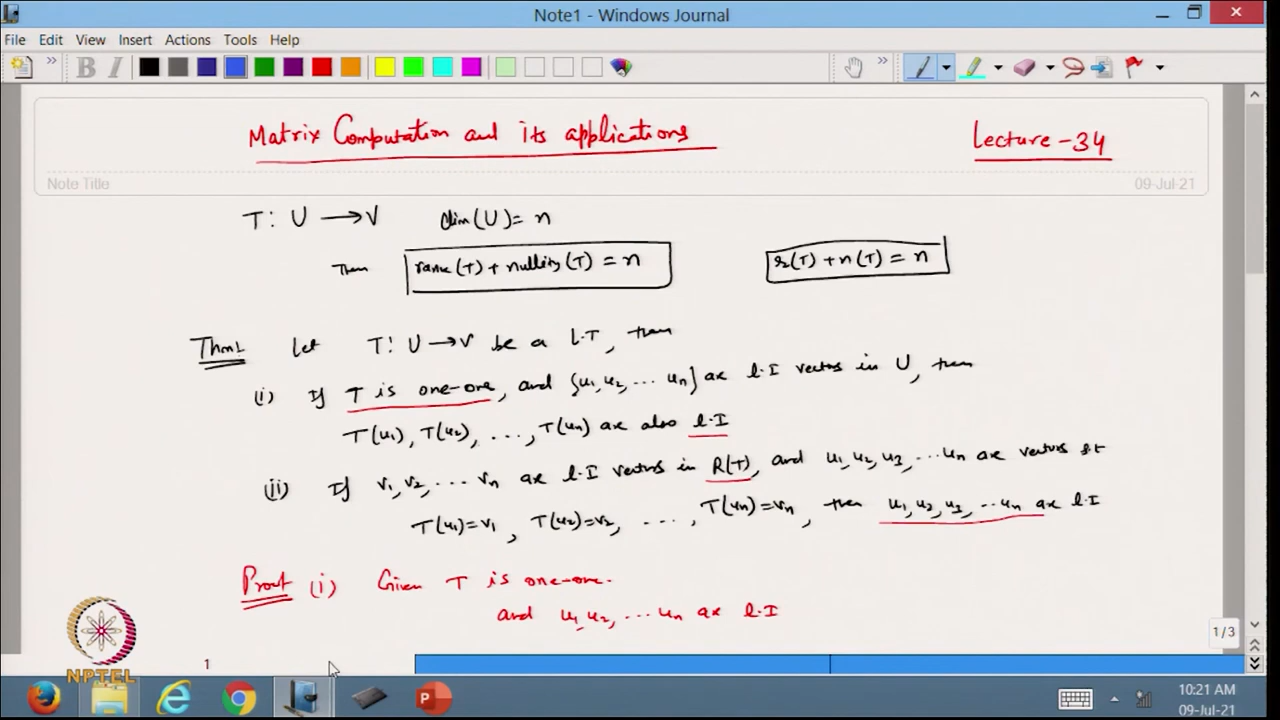 Note1 - Windows Journal
File Edit View Insert Actions Tools Help
Matrix Computation and its applications
Lecture-34
Note Title
09-Jul-21
T: U → V dim(U) = n
Then rank(T) + nullity(T) = n r(T) + n(T) = n
Thm1 Let T: U → V be a L.T, then
(i) If T is one-one, and {u1, u2, ... un} are l.I vectors in U, then
T(u1), T(u2), ..., T(un) are also l.I
(ii) If v1, v2, ... vn are l.I vectors in R(T), and u1, u2, u3, ... un are vectors st
T(u1) = v1, T(u2) = v2, ..., T(un) = vn, then u1, u2, u3, ... un are l.I
Proof (i) Given T is one-one.
and u1, u2, ... un are l.I
1/3
NPTEL
1
10:21 AM
09-Jul-21